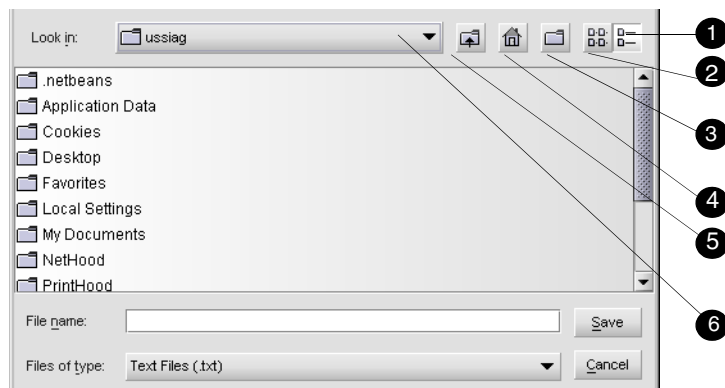 Look in: ussiag
1
2
.netbeans
Application Data
Cookies
3
Desktop
Favorites
4
Local Settings
My Documents
5
NetHood
PrintHood
File name: Save
6
Files of type: Text Files (.txt) Cancel